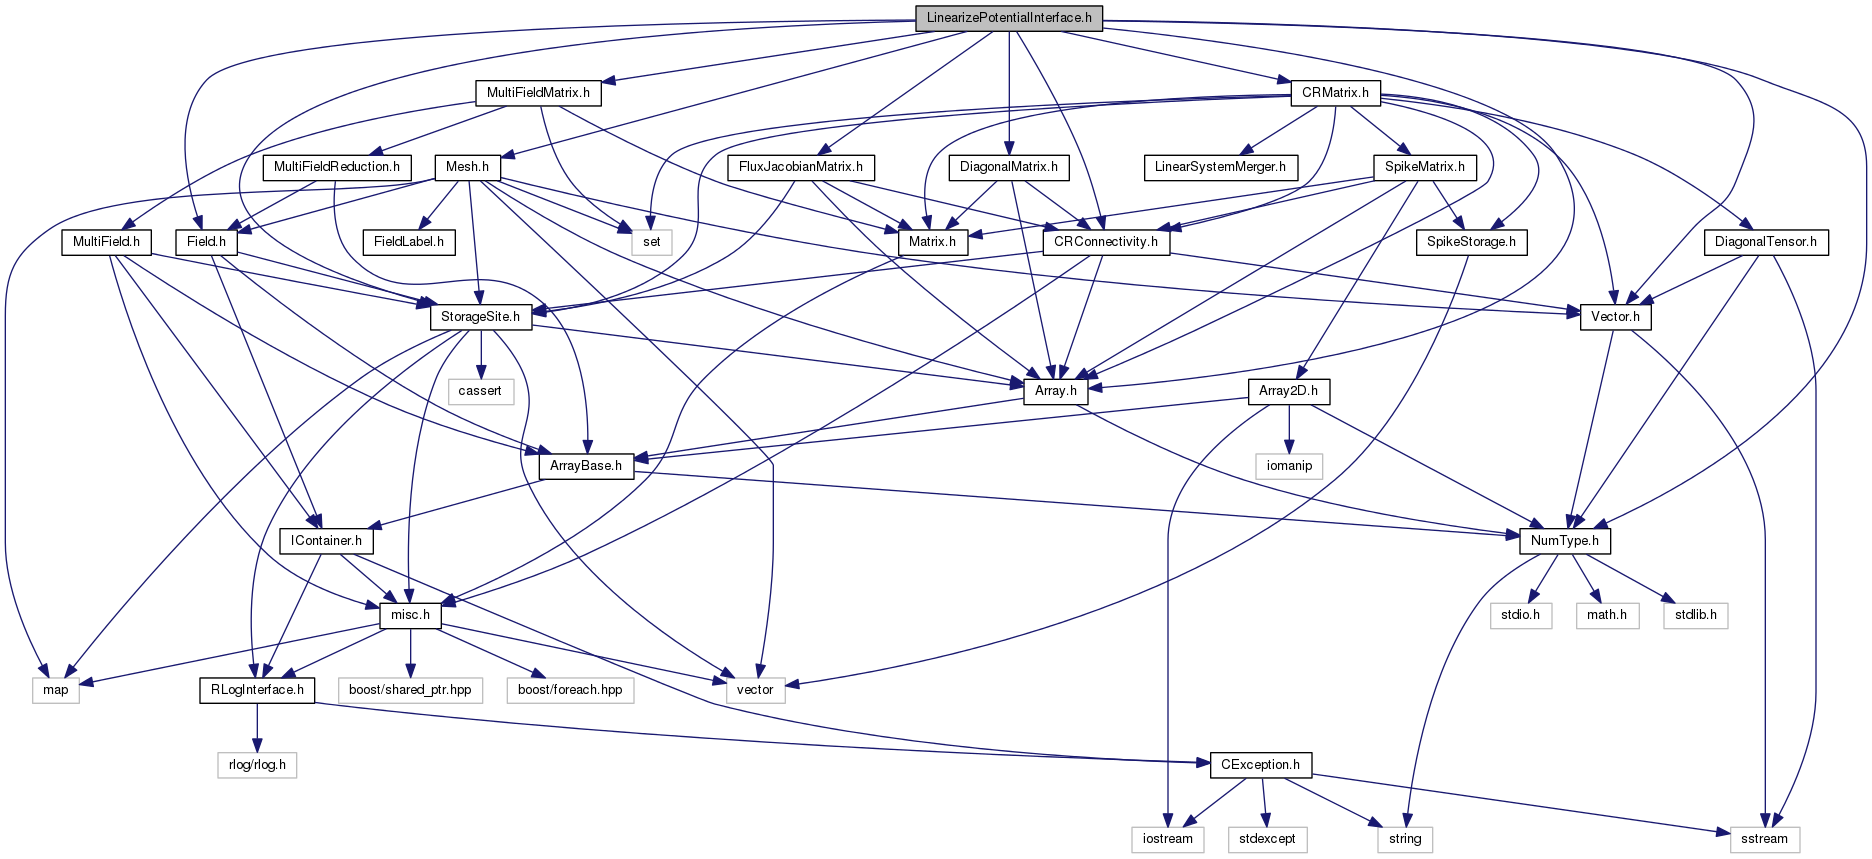 LinearizePotentialInterface.h
MultiFieldMatrix.h
CRMatrix.h
MultiFieldReduction.h
Mesh.h
FluxJacobianMatrix.h
DiagonalMatrix.h
LinearSystemMerger.h
SpikeMatrix.h
MultiField.h
Field.h
FieldLabel.h
set
Matrix.h
CRConnectivity.h
SpikeStorage.h
DiagonalTensor.h
StorageSite.h
Vector.h
cassert
Array.h
Array2D.h
ArrayBase.h
iomanip
IContainer.h
NumType.h
misc.h
stdio.h
math.h
stdlib.h
map
RLogInterface.h
boost/shared_ptr.hpp
boost/foreach.hpp
vector
rlog/rlog.h
CException.h
iostream
stdexcept
string
sstream